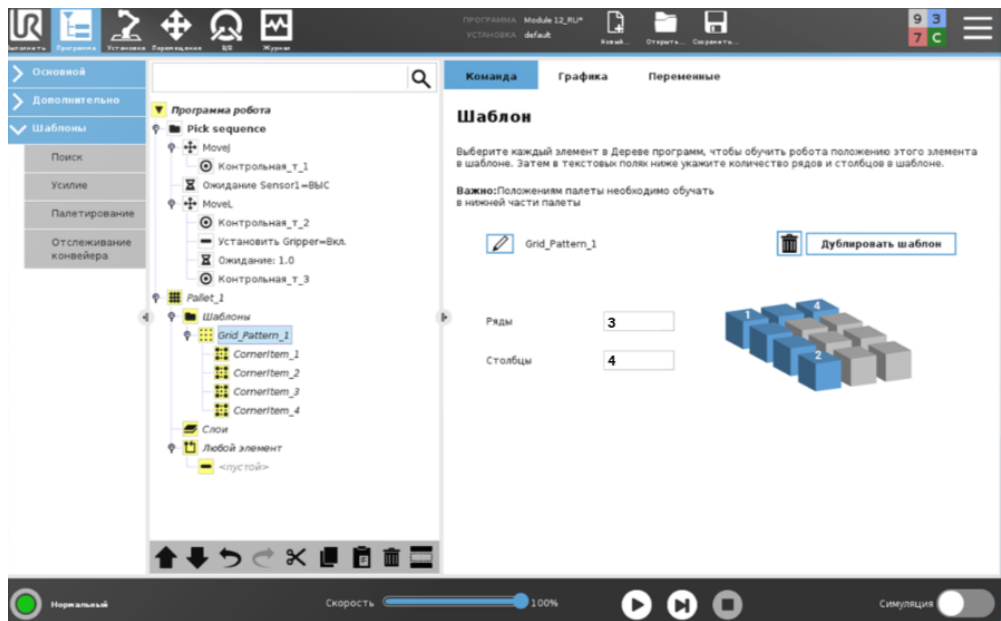 UR
Выполнить
Программа
Установка
Перемещение
I/O
Журнал
ПРОГРАММА Module 12_RU*
УСТАНОВКА default
Новый...
Открыть...
Сохранить...
9 3
7 C
Основной
Дополнительно
Шаблоны
Поиск
Усилие
Палетирование
Отслеживание
конвейера
Программа робота
Pick sequence
MoveJ
Контрольная_т_1
Ожидание Sensor1=ВЫС
MoveL
Контрольная_т_2
Установить Gripper=Вкл.
Ожидание: 1.0
Контрольная_т_3
Pallet_1
Шаблоны
Grid_Pattern_1
CornerItem_1
CornerItem_2
CornerItem_3
CornerItem_4
Слои
Любой элемент
<пустой>
Команда Графика Переменные
Шаблон
Выберите каждый элемент в Дереве программ, чтобы обучить робота положению этого элемента
в шаблоне. Затем в текстовых полях ниже укажите количество рядов и столбцов в шаблоне.
Важно:Положениям палеты необходимо обучать
в нижней части палеты
Grid_Pattern_1
Дублировать шаблон
Ряды 3
Столбцы 4
1
4
2
Нормальный
Скорость 100%
Симуляция